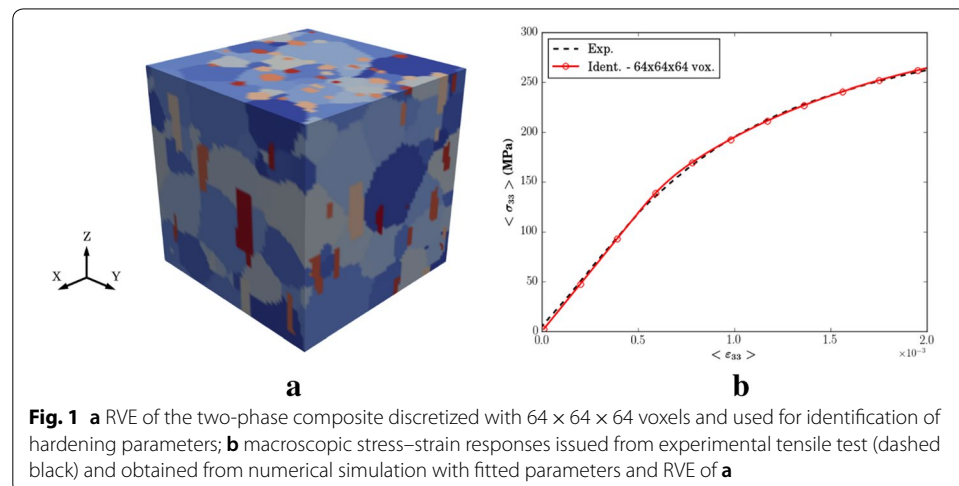 Z
X
Y
a
Exp.
Ident. - 64x64x64 vox.
< σ₃₃ > (MPa)
300
250
200
150
100
50
0
0.0 0.5 1.0 1.5 2.0
×10⁻³
< ε₃₃ >
b
Fig. 1 a RVE of the two-phase composite discretized with 64 × 64 × 64 voxels and used for identification of
hardening parameters; b macroscopic stress–strain responses issued from experimental tensile test (dashed
black) and obtained from numerical simulation with fitted parameters and RVE of a